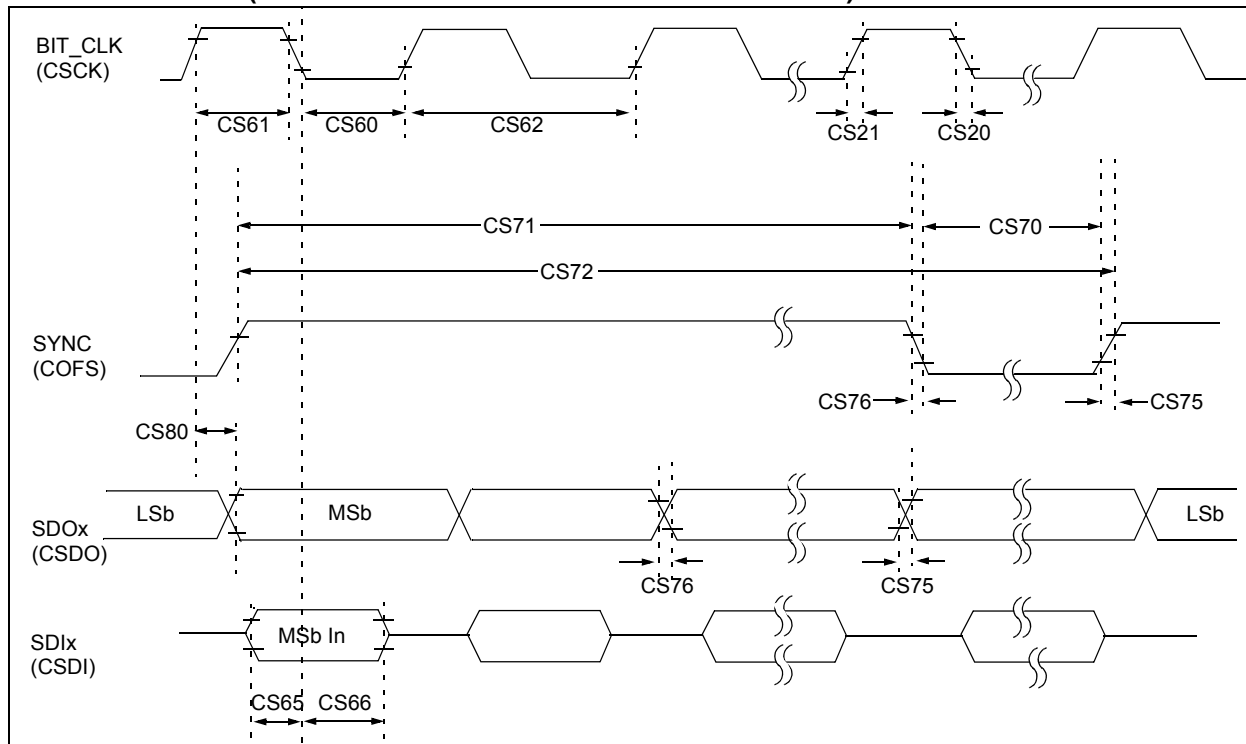 BIT_CLK
(CSCK)
CS61
CS60
CS62
CS21
CS20
CS71
CS70
CS72
SYNC
(COFS)
CS76
CS75
CS80
LSb
MSb
LSb
SDOx
(CSDO)
CS76
CS75
SDIx
(CSDI)
MSb In
CS65
CS66